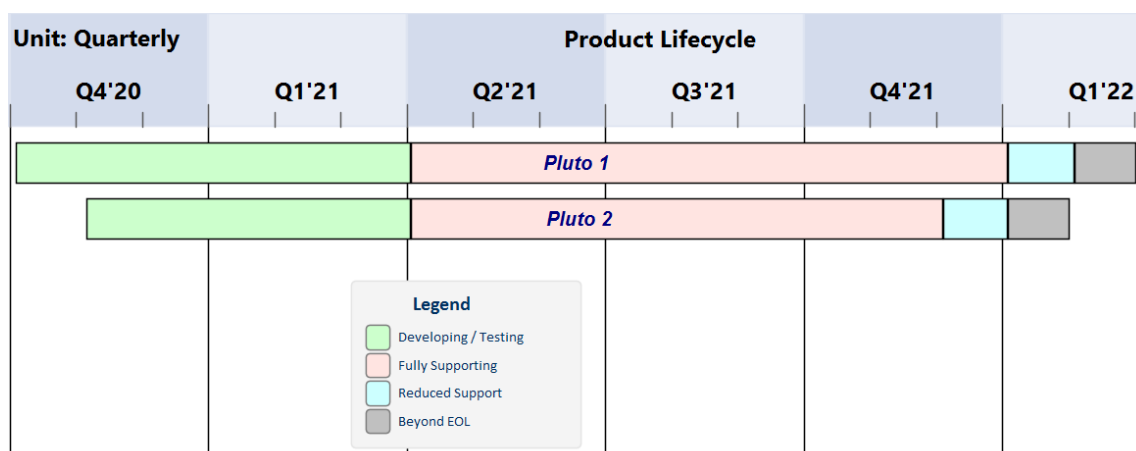 Unit: Quarterly
Product Lifecycle
Q4'20 Q1'21 Q2'21 Q3'21 Q4'21 Q1'22
Pluto 1
Pluto 2
Legend
Developing / Testing
Fully Supporting
Reduced Support
Beyond EOL